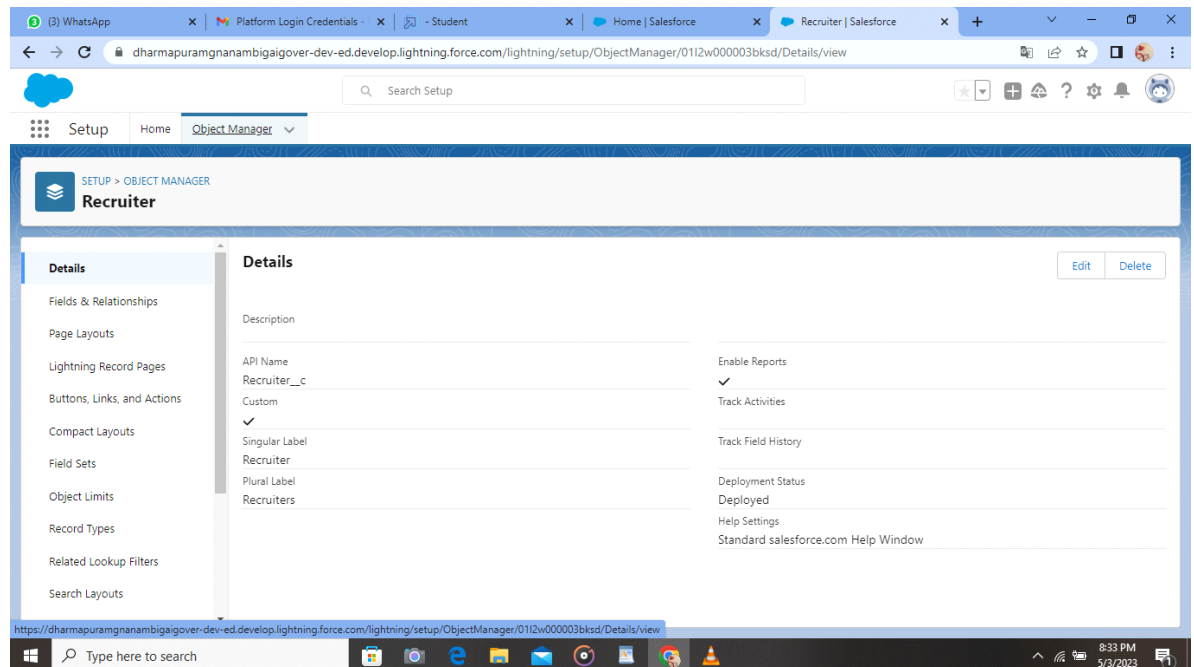 (3) WhatsApp
Platform Login Credentials -
- Student
Home | Salesforce
Recruiter | Salesforce
dharmapuramgnanambigaigover-dev-ed.develop.lightning.force.com/lightning/setup/ObjectManager/01I2w000003bksd/Details/view
Search Setup
Setup
Home
Object Manager
SETUP > OBJECT MANAGER
Recruiter
Details
Fields & Relationships
Page Layouts
Lightning Record Pages
Buttons, Links, and Actions
Compact Layouts
Field Sets
Object Limits
Record Types
Related Lookup Filters
Search Layouts
Details
Edit
Delete
Description
API Name
Recruiter__c
Custom
Singular Label
Recruiter
Plural Label
Recruiters
Enable Reports
Track Activities
Track Field History
Deployment Status
Deployed
Help Settings
Standard salesforce.com Help Window
https://dharmapuramgnanambigaigover-dev-ed.develop.lightning.force.com/lightning/setup/ObjectManager/01I2w000003bksd/Details/view
Type here to search
8:33 PM
5/3/2023